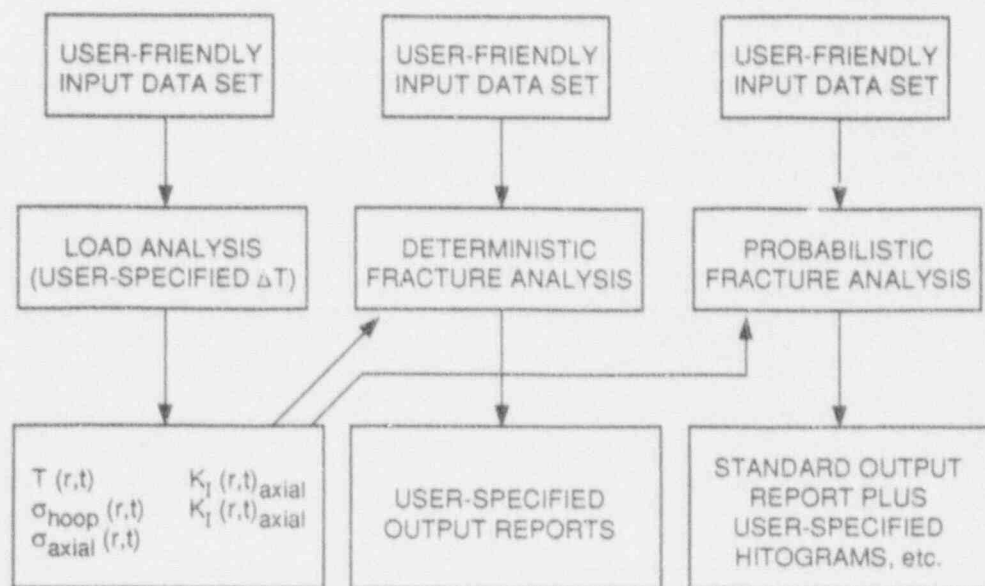 USER-FRIENDLY
INPUT DATA SET
USER-FRIENDLY
INPUT DATA SET
USER-FRIENDLY
INPUT DATA SET
LOAD ANALYSIS
(USER-SPECIFIED ΔT)
DETERMINISTIC
FRACTURE ANALYSIS
PROBABILISTIC
FRACTURE ANALYSIS
T (r,t)
σhoop (r,t)
σaxial (r,t)
KI (r,t)axial
KI (r,t)axial
USER-SPECIFIED
OUTPUT REPORTS
STANDARD OUTPUT
REPORT PLUS
USER-SPECIFIED
HITOGRAMS, etc.